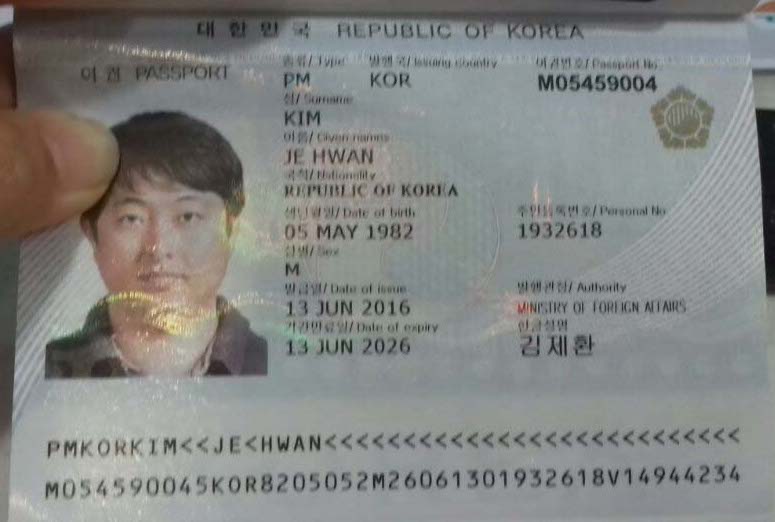 대한민국 REPUBLIC OF KOREA
여권 PASSPORT
종류/Type 발행국/Issuing country 여권번호/Passport No.
PM KOR M05459004
성/Surname
KIM
이름/Given names
JE HWAN
국적/Nationality
REPUBLIC OF KOREA
생년월일/Date of birth 주민등록번호/Personal No
05 MAY 1982 1932618
성별/Sex
M
발급일/Date of issue 발행관청/Authority
13 JUN 2016 MINISTRY OF FOREIGN AFFAIRS
기간만료일/Date of expiry 한글성명
13 JUN 2026 김제환
PMKORKIM<<JE<HWAN<<<<<<<<<<<<<<<<<<<<<<<<<<<
M054590045KOR8205052M26061301932618V14944234